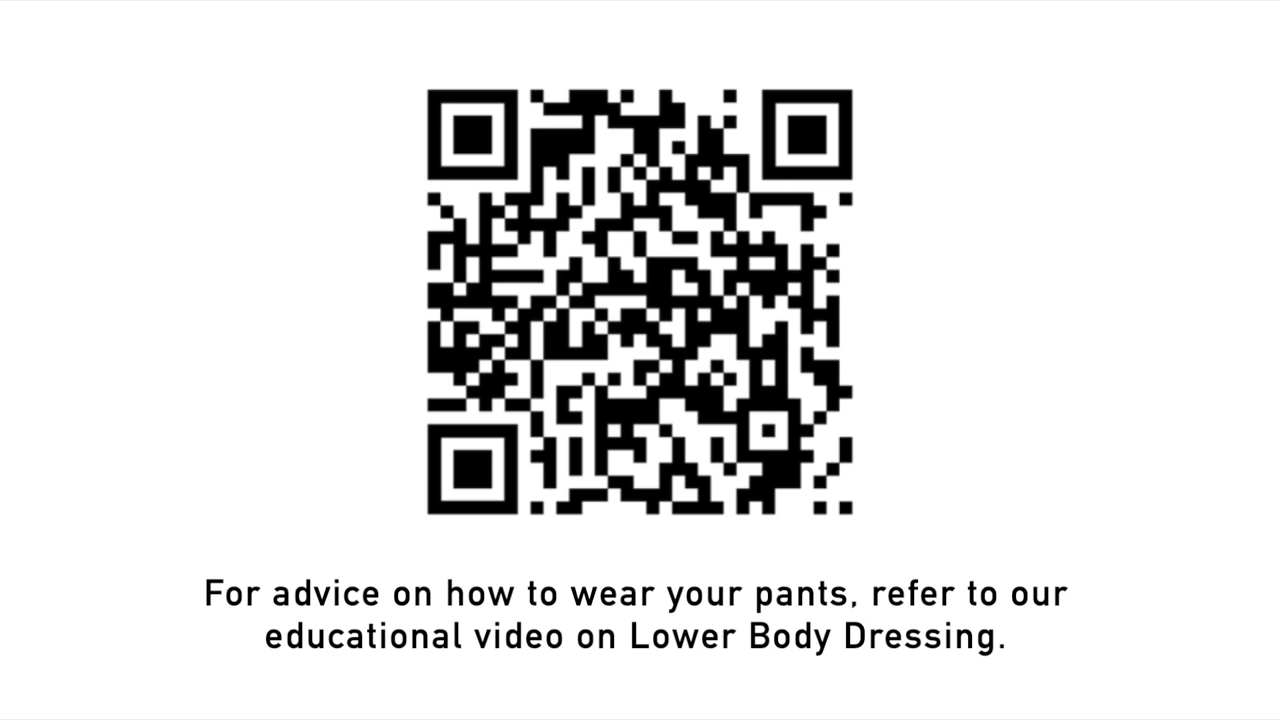 For advice on how to wear your pants, refer to our
educational video on Lower Body Dressing.